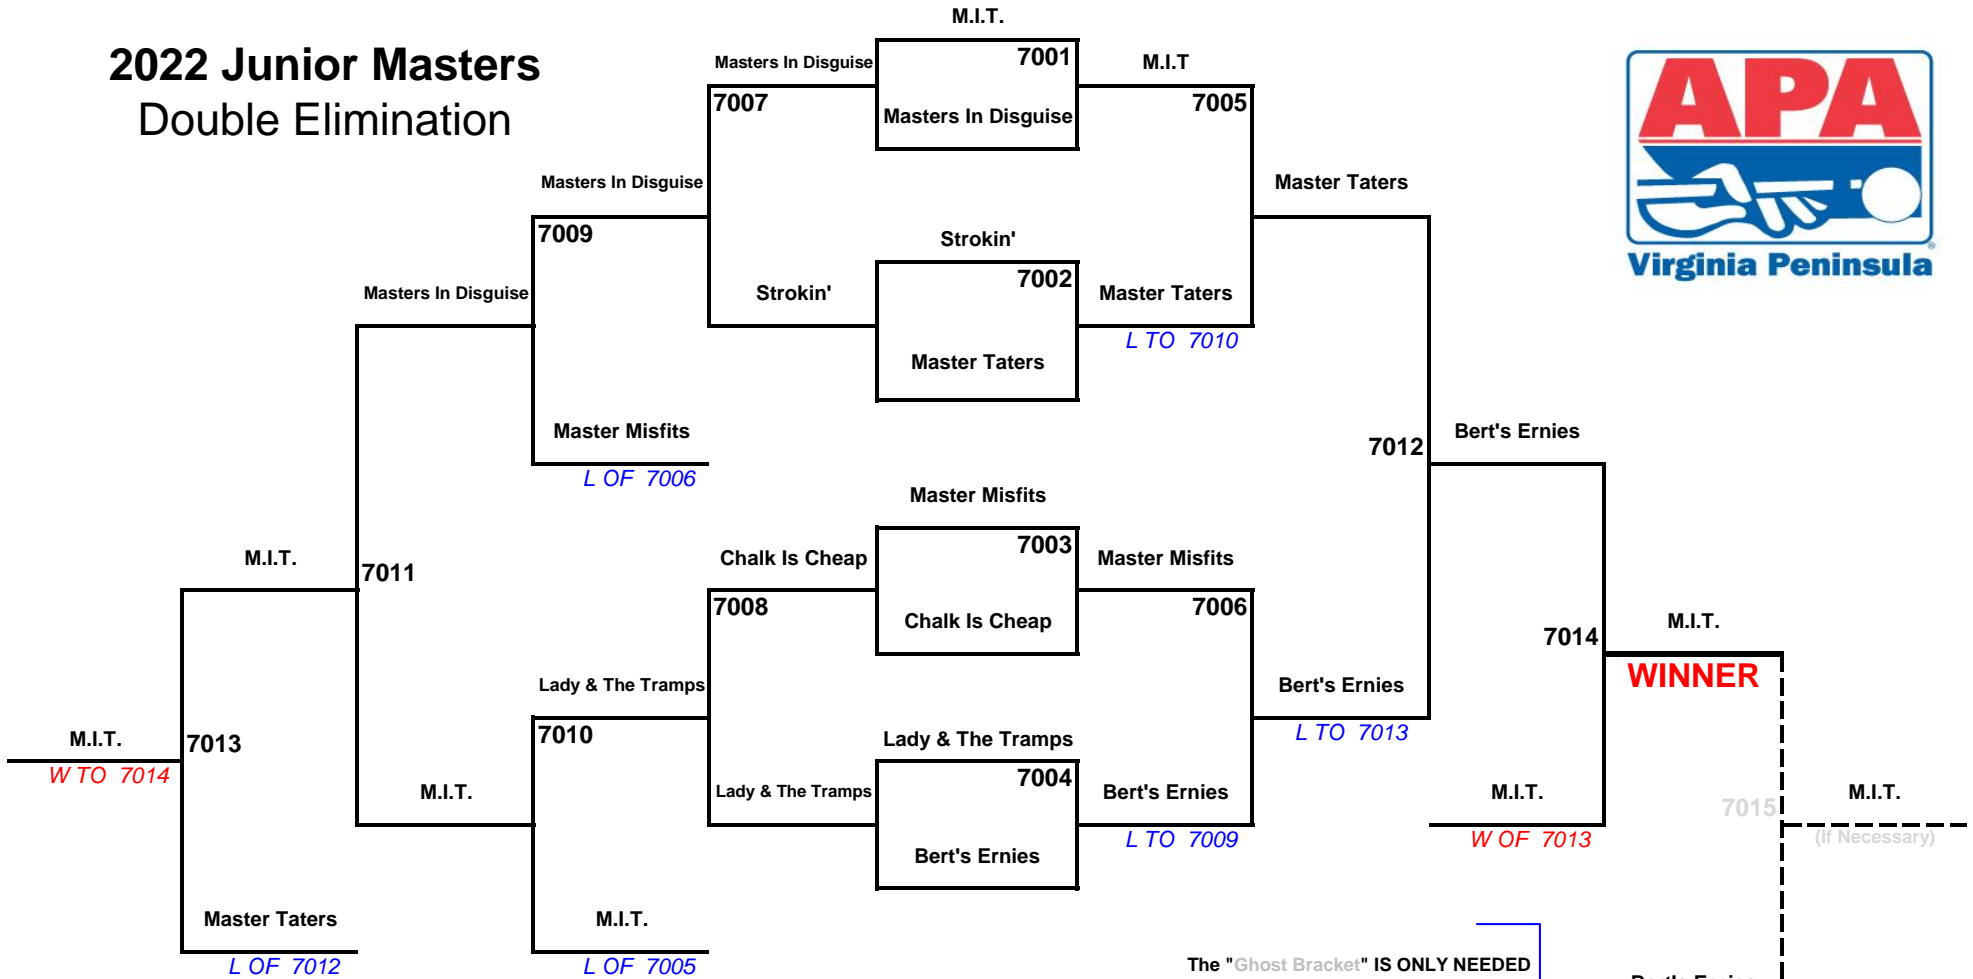 M.I.T.
2022 Junior Masters
Double Elimination
Masters In Disguise
7001
M.I.T
7007
Masters In Disguise
7005
APA
Virginia Peninsula
®
Masters In Disguise
Master Taters
7009
Strokin'
Masters In Disguise
Strokin'
7002
Master Taters
L TO 7010
Master Taters
Master Misfits
L OF 7006
7012
Bert's Ernies
Master Misfits
M.I.T.
7011
Chalk Is Cheap
7003
Master Misfits
7008
Chalk Is Cheap
7006
7014
M.I.T.
WINNER
Lady & The Tramps
Bert's Ernies
L TO 7013
M.I.T.
W TO 7014
7013
7010
Lady & The Tramps
M.I.T.
Lady & The Tramps
7004
Bert's Ernies
L TO 7009
M.I.T.
W OF 7013
7015
M.I.T.
(If Necessary)
Bert's Ernies
Master Taters
L OF 7012
M.I.T.
L OF 7005
The "Ghost Bracket" IS ONLY NEEDED